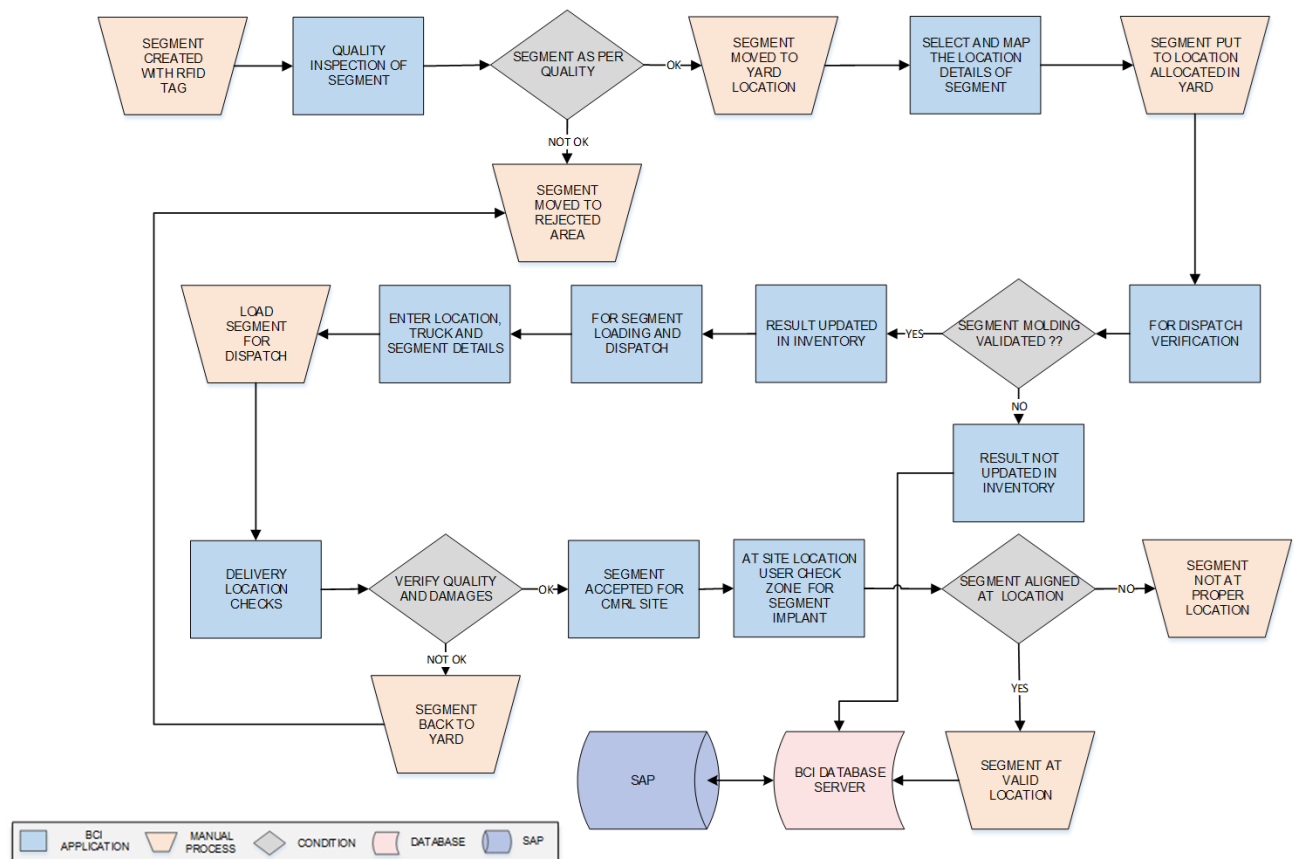 SEGMENT
CREATED
WITH RFID
TAG
QUALITY
INSPECTION OF
SEGMENT
SEGMENT AS PER
QUALITY
OK
SEGMENT
MOVED TO
YARD
LOCATION
SELECT AND MAP
THE LOCATION
DETAILS OF
SEGMENT
SEGMENT PUT
TO LOCATION
ALLOCATED IN
YARD
NOT OK
SEGMENT
MOVED TO
REJECTED
AREA
LOAD
SEGMENT
FOR
DISPATCH
ENTER LOCATION,
TRUCK AND
SEGMENT DETAILS
FOR SEGMENT
LOADING AND
DISPATCH
RESULT UPDATED
IN INVENTORY
YES
SEGMENT MOLDING
VALIDATED ??
FOR DISPATCH
VERIFICATION
NO
RESULT NOT
UPDATED IN
INVENTORY
DELIVERY
LOCATION
CHECKS
VERIFY QUALITY
AND DAMAGES
OK
SEGMENT
ACCEPTED FOR
CMRL SITE
AT SITE LOCATION
USER CHECK
ZONE FOR
SEGMENT
IMPLANT
SEGMENT ALIGNED
AT LOCATION
NO
SEGMENT
NOT AT
PROPER
LOCATION
NOT OK
YES
SEGMENT
BACK TO
YARD
SAP
BCI DATABASE
SERVER
SEGMENT AT
VALID
LOCATION
BCI
APPLICATION
MANUAL
PROCESS
CONDITION
DATABASE
SAP